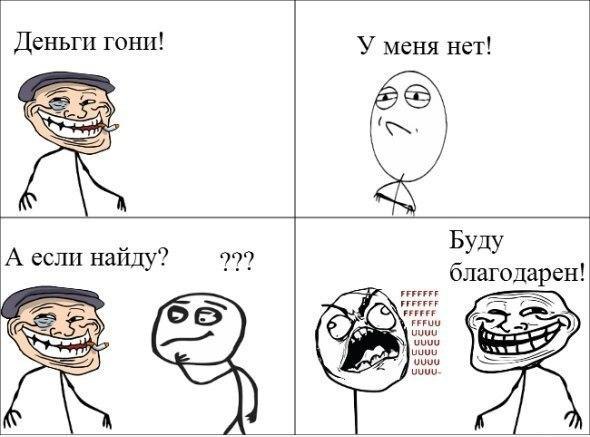 Деньги гони!
У меня нет!
А если найду?
???
FFFFFFF
FFFFFFF
FFFFFF
FFFUU
UUUU
UUUU
UUUU
UUUU
UUUU~
Буду
благодарен!